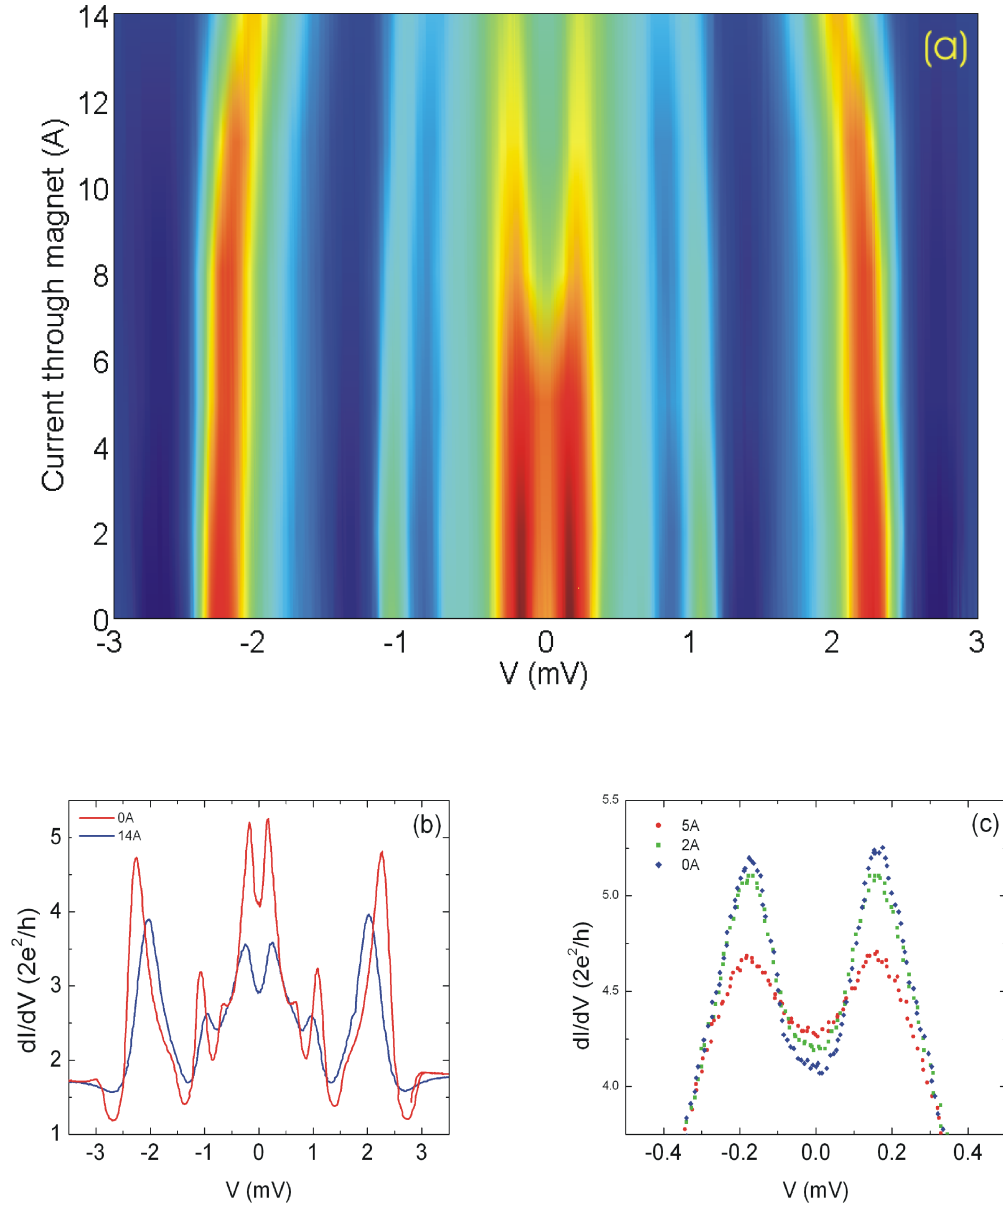 (a)
Current through magnet (A)
14
12
10
8
6
4
2
0
-3 -2 -1 0 1 2 3
V (mV)
(b)
0A
14A
dI/dV (2e²/h)
5
4
3
2
1
-3 -2 -1 0 1 2 3
V (mV)
(c)
5A
2A
0A
dI/dV (2e²/h)
5.5
5.0
4.5
4.0
-0.4 -0.2 0.0 0.2 0.4
V (mV)